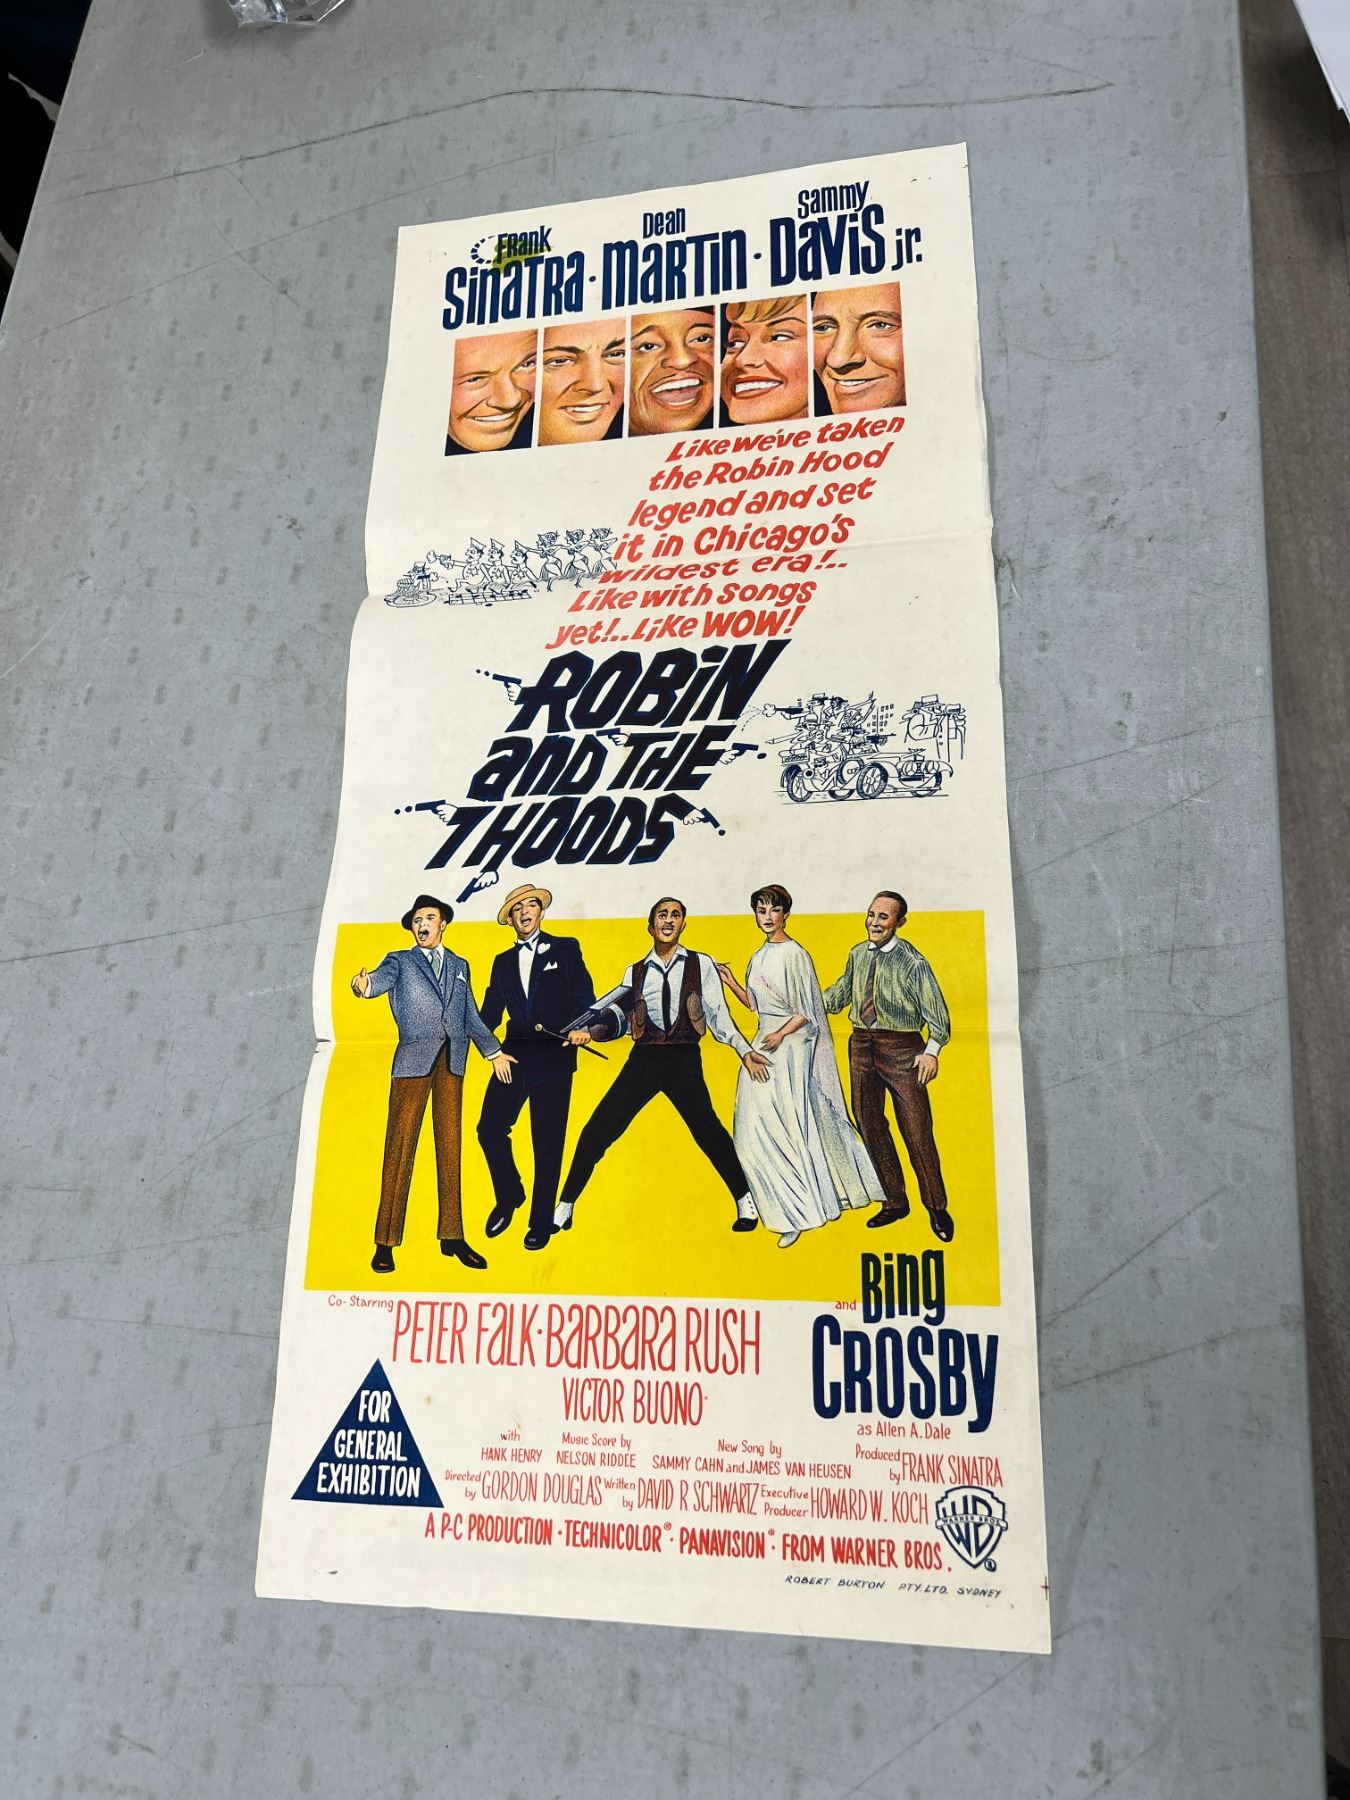 Frank Dean Sammy
Sinatra · Martin · Davis jr.
Like we've taken
the Robin Hood
legend and set
it in Chicago's
wildest era!..
Like with songs
yet!..Like WOW!
ROBiN
and THE
7 HOODS
Co-Starring PETER FALK · BARBARA RUSH
VICTOR BUONO
and Bing
CROSBY
as Allen A. Dale
FOR
GENERAL
EXHIBITION
with HANK HENRY Music Score by NELSON RIDDLE New Song by SAMMY CAHN and JAMES VAN HEUSEN Produced by FRANK SINATRA
Directed by GORDON DOUGLAS Written by DAVID R SCHWARTZ Executive Producer HOWARD W. KOCH
A P-C PRODUCTION · TECHNICOLOR® · PANAVISION® · FROM WARNER BROS.
WB
WARNER BROS.
®
ROBERT BURTON PTY. LTD. SYDNEY